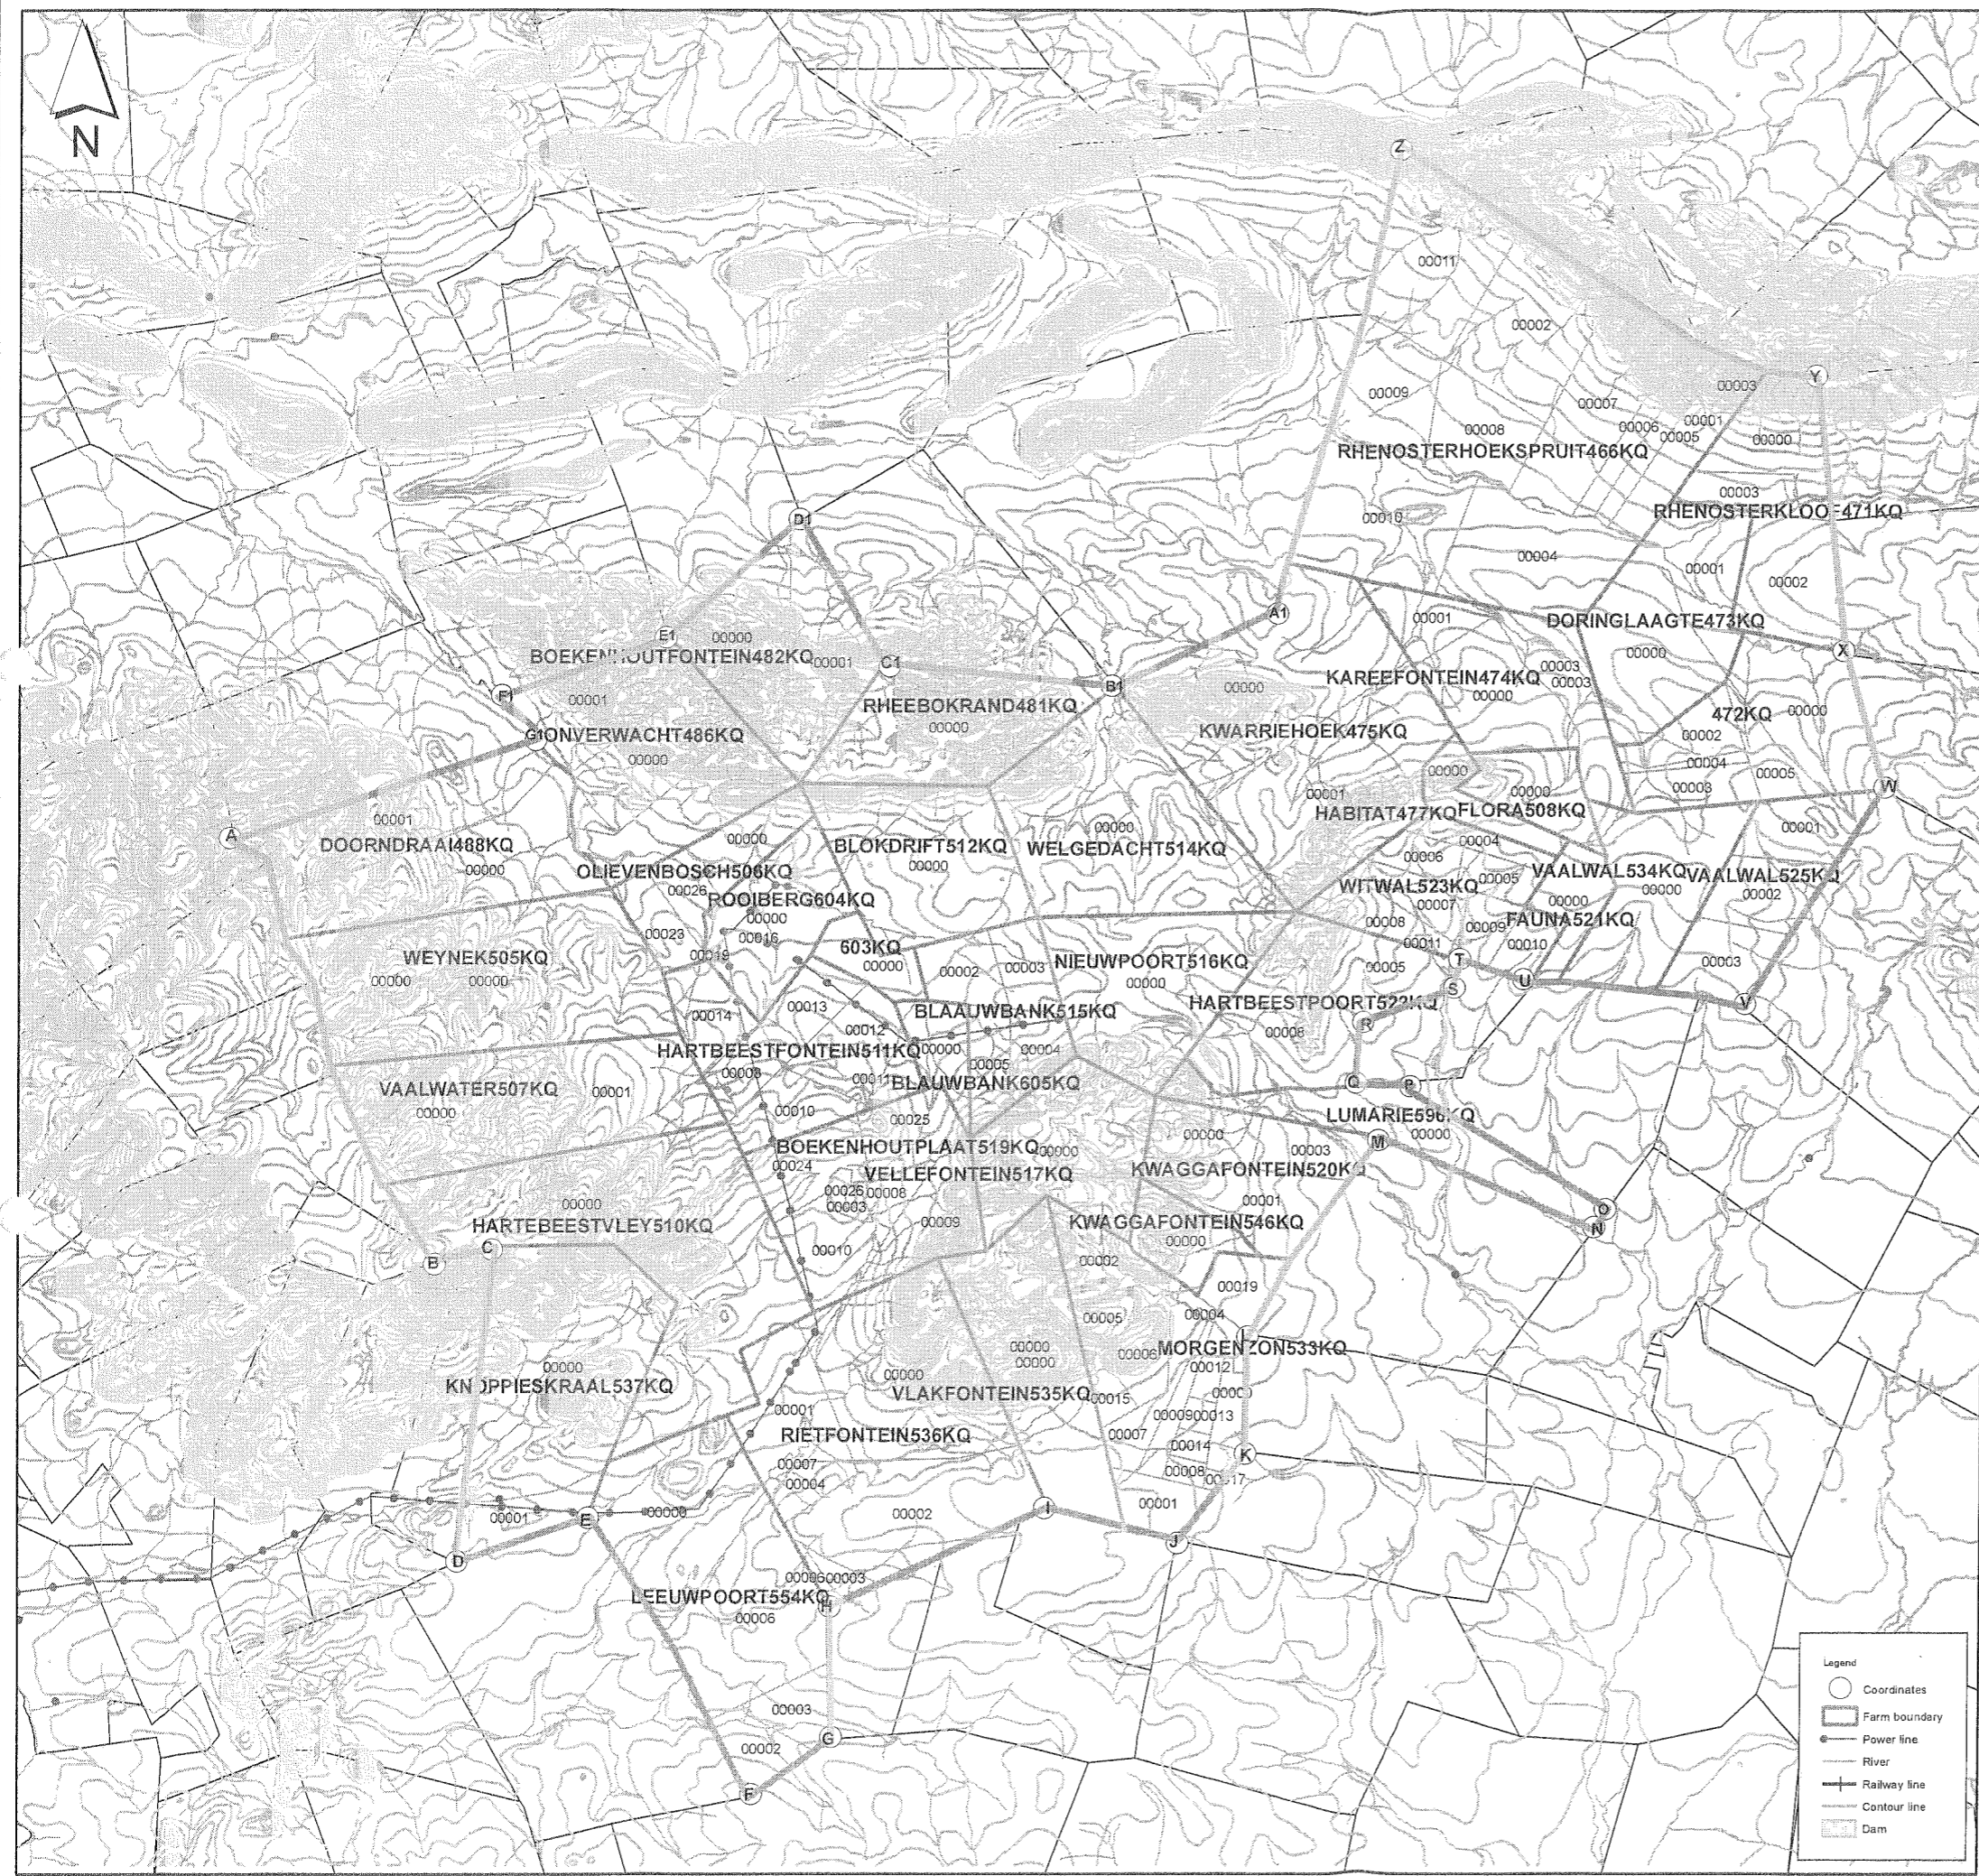 N
Z
00011
00002
Y
00003
00009
00007
00001
00006
00008
00005
00000
RHENOSTERHOEKSPRUIT466KQ
00003
RHENOSTERKLOOF471KQ
D1
00010
00004
00001
00002
A1
00001
DORINGLAAGTE473KQ
E1
00000
BOEKENHOUTFONTEIN482KQ
00001
C1
00003
00000
X
KAREEFONTEIN474KQ
00003
F1
00001
B1
00000
00000
RHEEBOKRAND481KQ
00000
472KQ
00000
G1
ONVERWACHT486KQ
KWARRIEHOEK475KQ
00002
00000
00004
00000
00005
00001
00000
00003
W
HABITAT477KQ
FLORA508KQ
00001
A
00001
DOORNDRAAI488KQ
00000
00000
BLOKDRIFT512KQ
00000
00000
WELGEDACHT514KQ
00004
00006
OLIEVENBOSCH506KQ
VAALWAL534KQ
VAALWAL525KQ
00026
WITWAL523KQ
00005
00000
00002
ROOIBERG604KQ
00007
00000
00000
00008
00009
FAUNA521KQ
00023
00016
603KQ
00011
00010
WEYNEK505KQ
00019
00000
NIEUWPOORT516KQ
T
00003
00000
00000
00002
00003
00000
00005
U
S
HARTBEESTPOORT522KQ
V
00014
00013
BLAAUWBANK515KQ
R
00012
00008
HARTBEESTFONTEIN511KQ
00000
00004
00008
00005
00011
BLAUWBANK605KQ
Q
P
VAALWATER507KQ
00001
00000
00010
00025
LUMARIE596KQ
00000
00000
M
BOEKENHOUTPLAAT519KQ
00000
00003
00024
VELLEFONTEIN517KQ
KWAGGAFONTEIN520KQ
00026
00008
00003
00001
00000
O
HARTEBEESTVLEY510KQ
00009
KWAGGAFONTEIN546KQ
00000
N
B
C
00010
00002
00019
00005
00004
00000
00000
00006
MORGENZON533KQ
00000
00012
KNOPPIESKRAAL537KQ
00000
VLAKFONTEIN535KQ
00015
00001
00009
00013
RIETFONTEIN536KQ
00007
00014
K
00007
00008
00004
00001
I
00001
E
00000
00002
J
D
00006
00003
LEEUWPOORT554KQ
H
00006
00003
G
00002
F
Legend
Coordinates
Farm boundary
Power line
River
Railway line
Contour line
Dam